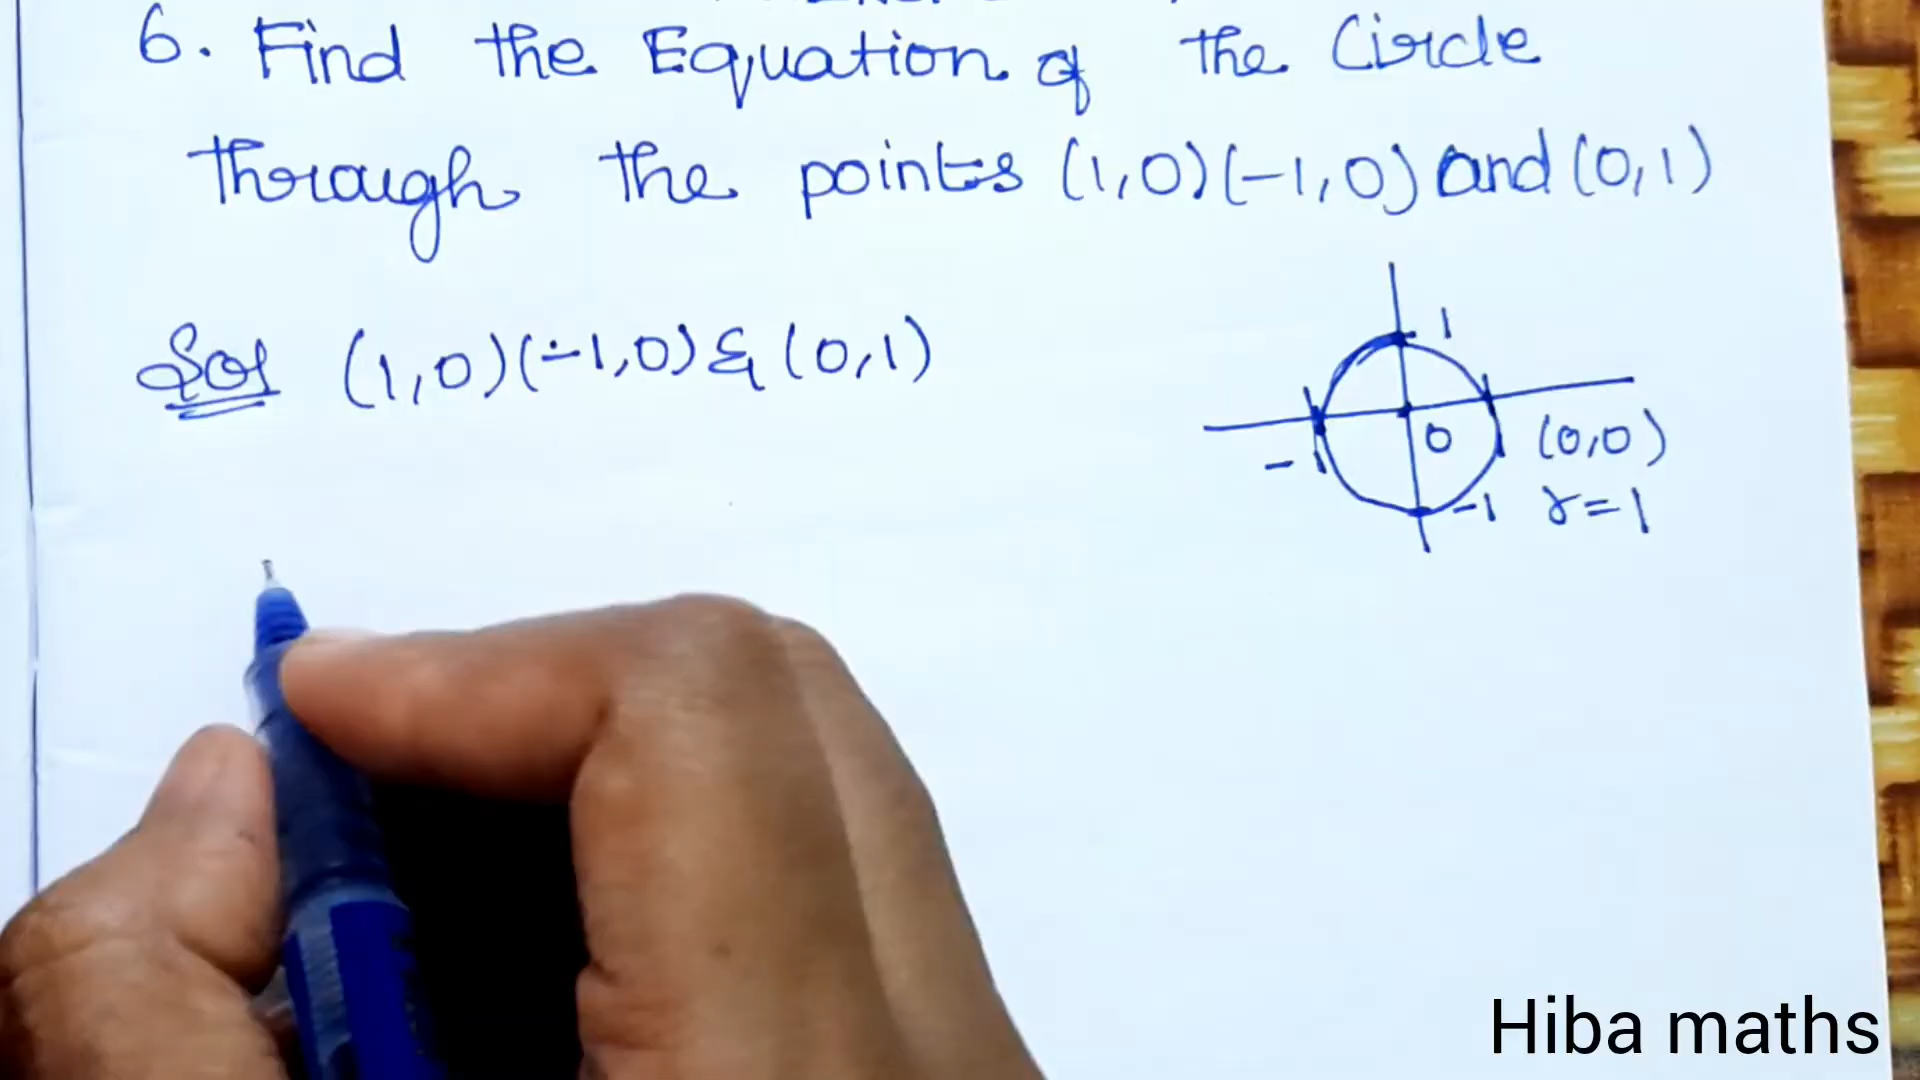 6. Find the Equation of the Circle
through the points (1,0)(-1,0) and (0,1)
Sol (1,0)(-1,0) & (0,1)
1
0
(0,0)
-1
-1
r=1
Hiba maths